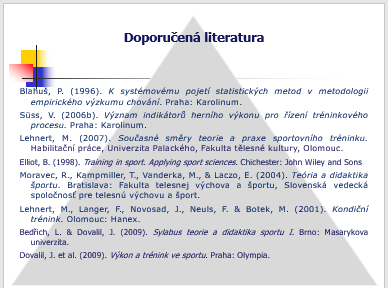 Doporučená literatura
Blahuš, P. (1996). K systémovému pojetí statistických metod v metodologii
empirického výzkumu chování. Praha: Karolinum.
Süss, V. (2006b). Význam indikátorů herního výkonu pro řízení tréninkového
procesu. Praha: Karolinum.
Lehnert, M. (2007). Současné směry teorie a praxe sportovního tréninku.
Habilitační práce, Univerzita Palackého, Fakulta tělesné kultury, Olomouc.
Elliot, B. (1998). Training in sport. Applying sport sciences. Chichester: John Wiley and Sons
Moravec, R., Kampmiller, T., Vanderka, M., & Laczo, E. (2004). Teória a didaktika
športu. Bratislava: Fakulta telesnej výchova a športu, Slovenská vedecká
spoločnosť pre telesnú výchovu a šport.
Lehnert, M., Langer, F., Novosad, J., Neuls, F. & Botek, M. (2001). Kondiční
trénink. Olomouc: Hanex.
Bedřich, L. & Dovalil, J. (2009). Sylabus teorie a didaktika sportu I. Brno: Masarykova
univerzita.
Dovalil, J. et al. (2009). Výkon a trénink ve sportu. Praha: Olympia.